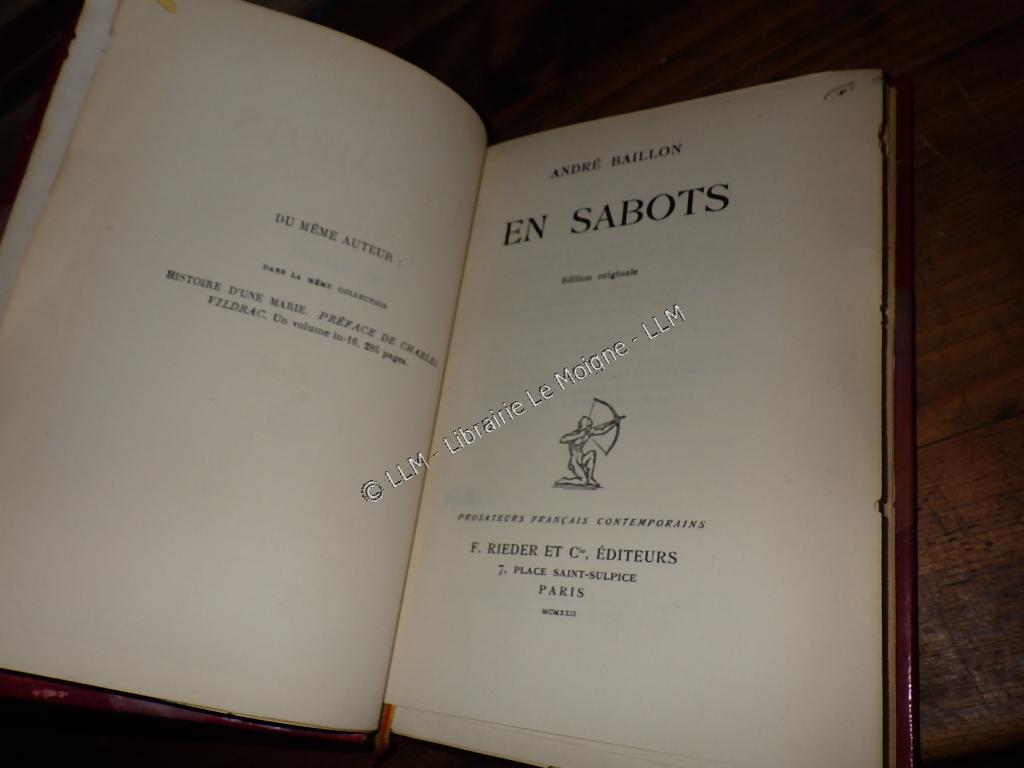 DU MÊME AUTEUR :
DANS LA MÊME COLLECTION
HISTOIRE D'UNE MARIE. PRÉFACE DE CHARLES
VILDRAC. Un volume in-16, 286 pages.
ANDRÉ BAILLON
EN SABOTS
Edition originale
© LLM - Librairie Le Moigne - LLM
PROSATEURS FRANÇAIS CONTEMPORAINS
F. RIEDER ET Cie, ÉDITEURS
7, PLACE SAINT-SULPICE
PARIS
MCMXXII